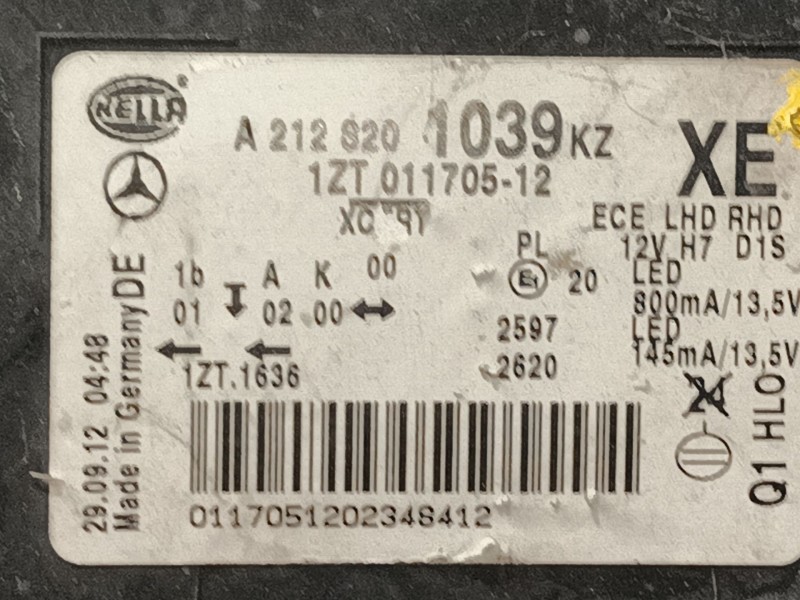 HELLA ®
A 212 820 1039 KZ
XE
1ZT 011705-12
ECE LHD RHD
12V H7 D1S
PL
LED
E1 20
800mA/13,5V
LED
145mA/13,5V
1b A K 00
01 02 00
2597
2620
1ZT.1636
0117051202348412
29.09.12 04:48
Made in Germany DE
Q1 HLO